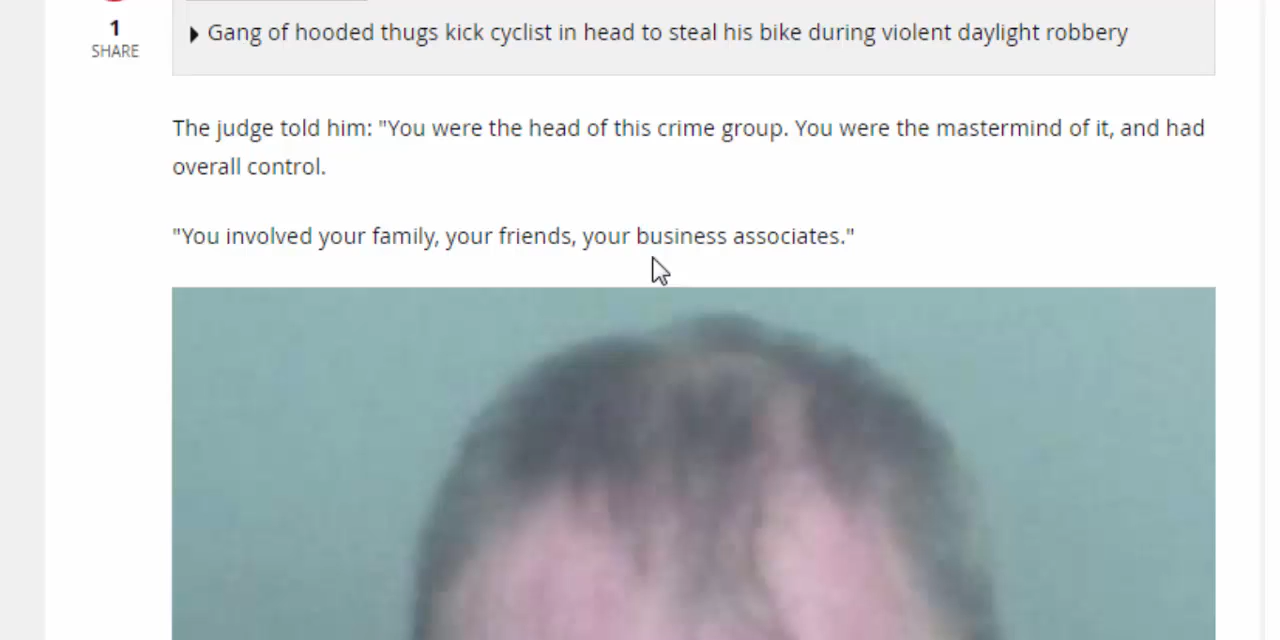 1
SHARE
Gang of hooded thugs kick cyclist in head to steal his bike during violent daylight robbery
The judge told him: "You were the head of this crime group. You were the mastermind of it, and had
overall control.
"You involved your family, your friends, your business associates."